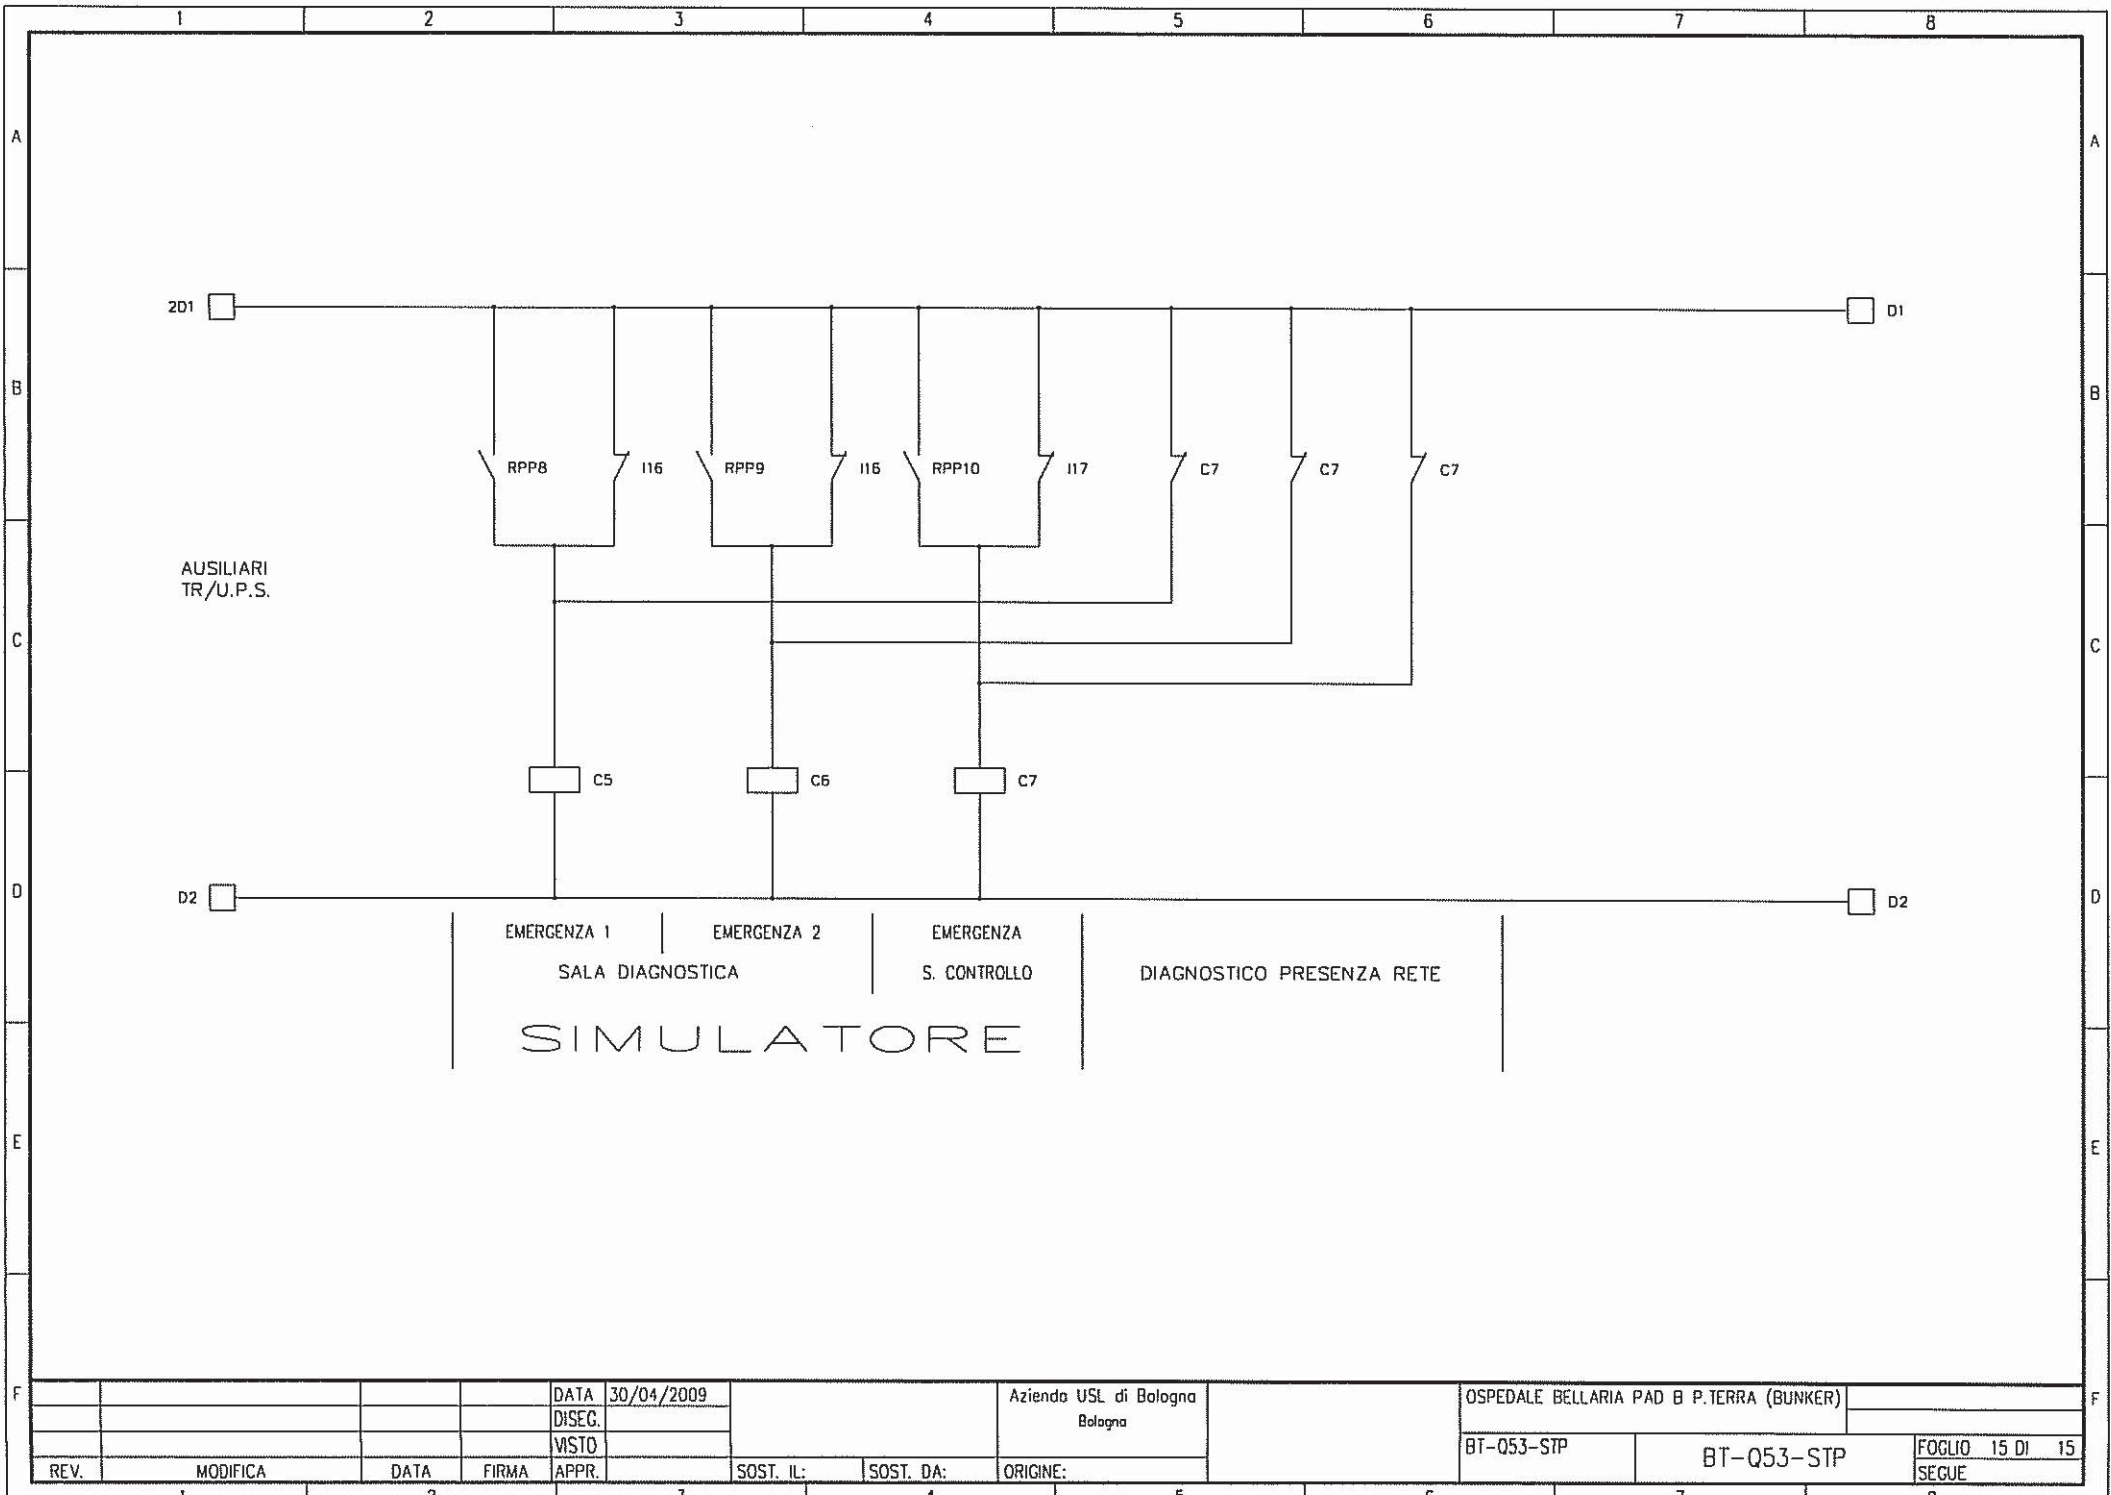 1 2 3 4 5 6 7 8
A A
2D1 D1
B B
RPP8 I16 RPP9 I16 RPP10 I17 C7 C7 C7
AUSILIARI
TR/U.P.S.
C C
C5 C6 C7
D D
D2 D2
EMERGENZA 1 EMERGENZA 2 EMERGENZA
SALA DIAGNOSTICA S. CONTROLLO DIAGNOSTICO PRESENZA RETE
SIMULATORE
E E
F F
DATA 30/04/2009 Azienda USL di Bologna OSPEDALE BELLARIA PAD B P.TERRA (BUNKER)
DISEG. Bologna
VISTO BT-Q53-STP BT-Q53-STP FOGLIO 15 DI 15
REV. MODIFICA DATA FIRMA APPR. SOST. IL: SOST. DA: ORIGINE: SEGUE